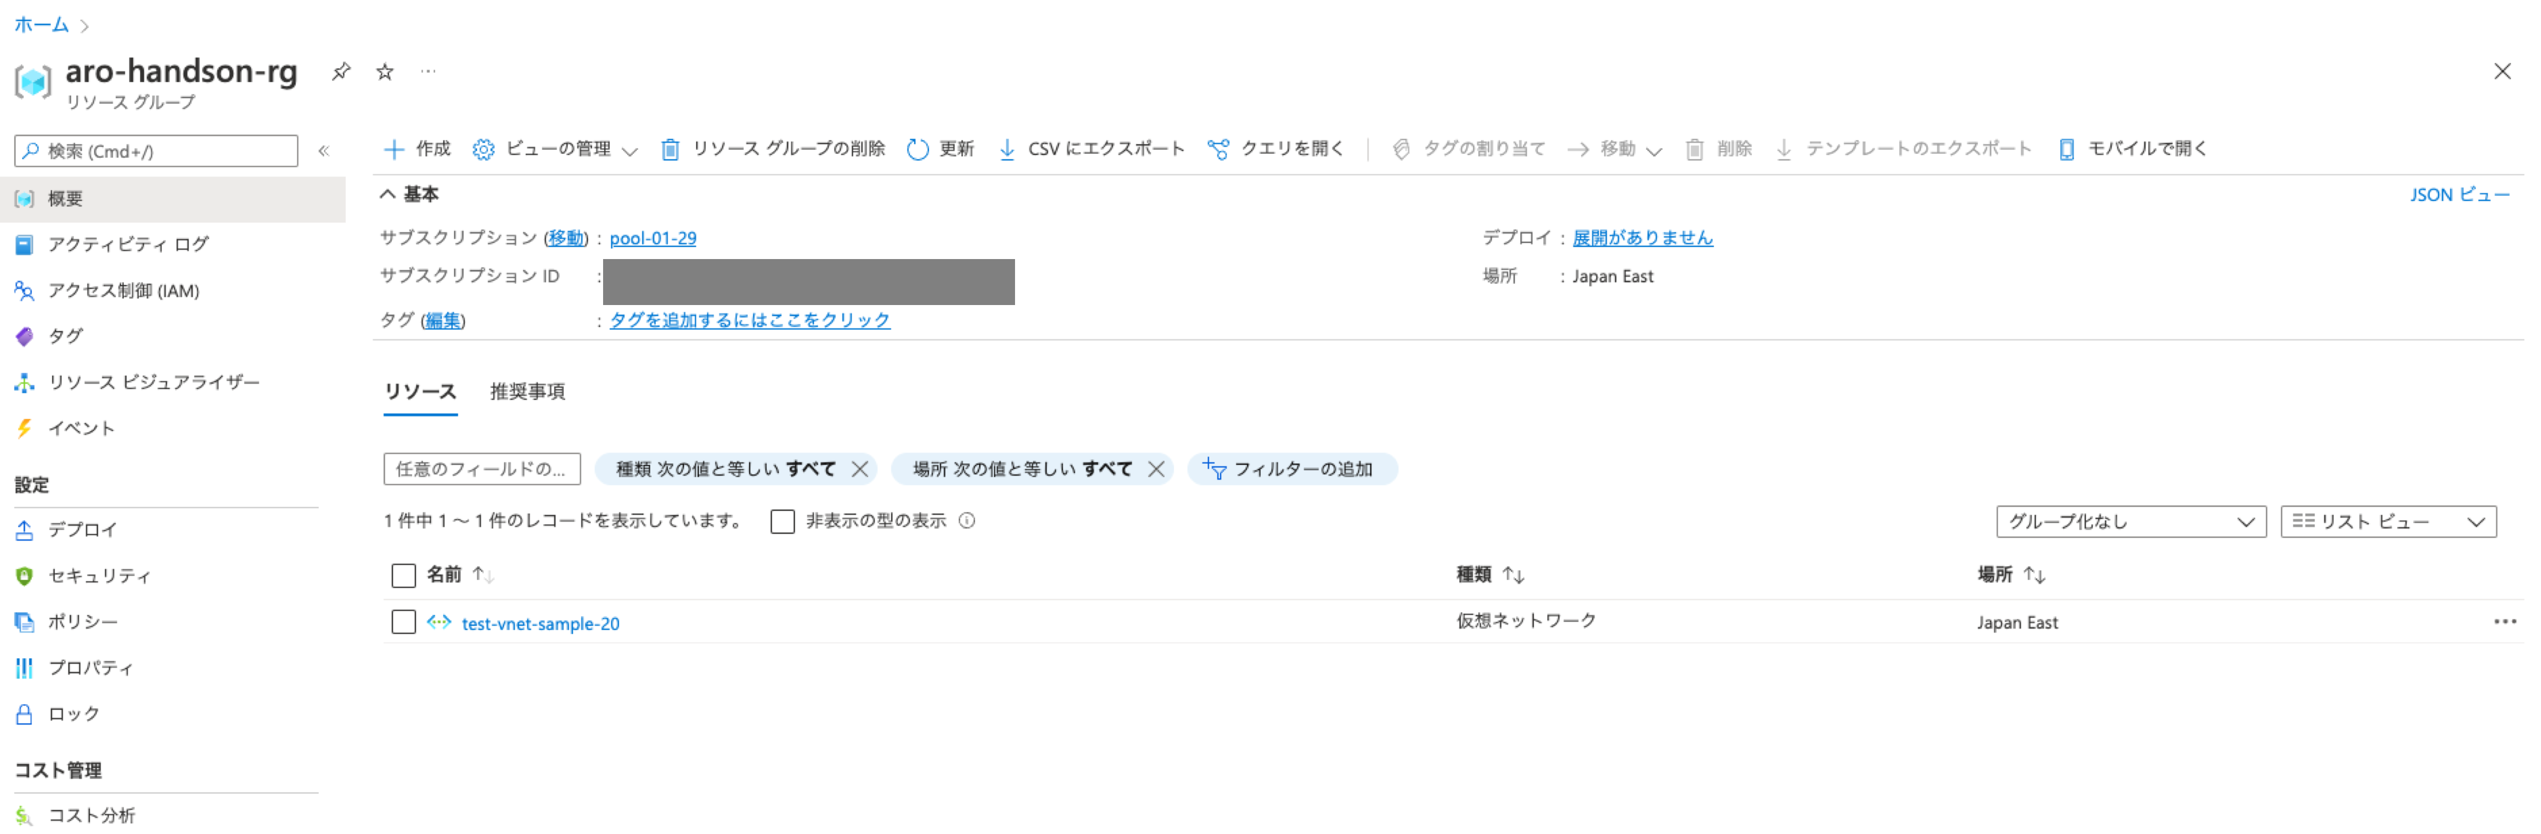 ホーム
aro-handson-rg
リソース グループ
検索 (Cmd+/)
概要
アクティビティ ログ
アクセス制御 (IAM)
タグ
リソース ビジュアライザー
イベント
設定
デプロイ
セキュリティ
ポリシー
プロパティ
ロック
コスト管理
コスト分析
作成 ビューの管理 リソース グループの削除 更新 CSV にエクスポート クエリを開く タグの割り当て 移動 削除 テンプレートのエクスポート モバイルで開く
基本 JSON ビュー
サブスクリプション (移動) : pool-01-29 デプロイ : 展開がありません
サブスクリプション ID : 場所 : Japan East
タグ (編集) : タグを追加するにはここをクリック
リソース 推奨事項
任意のフィールドの... 種類 次の値と等しい すべて 場所 次の値と等しい すべて フィルターの追加
1 件中 1 ～ 1 件のレコードを表示しています。 非表示の型の表示 グループ化なし リスト ビュー
名前 種類 場所
test-vnet-sample-20 仮想ネットワーク Japan East